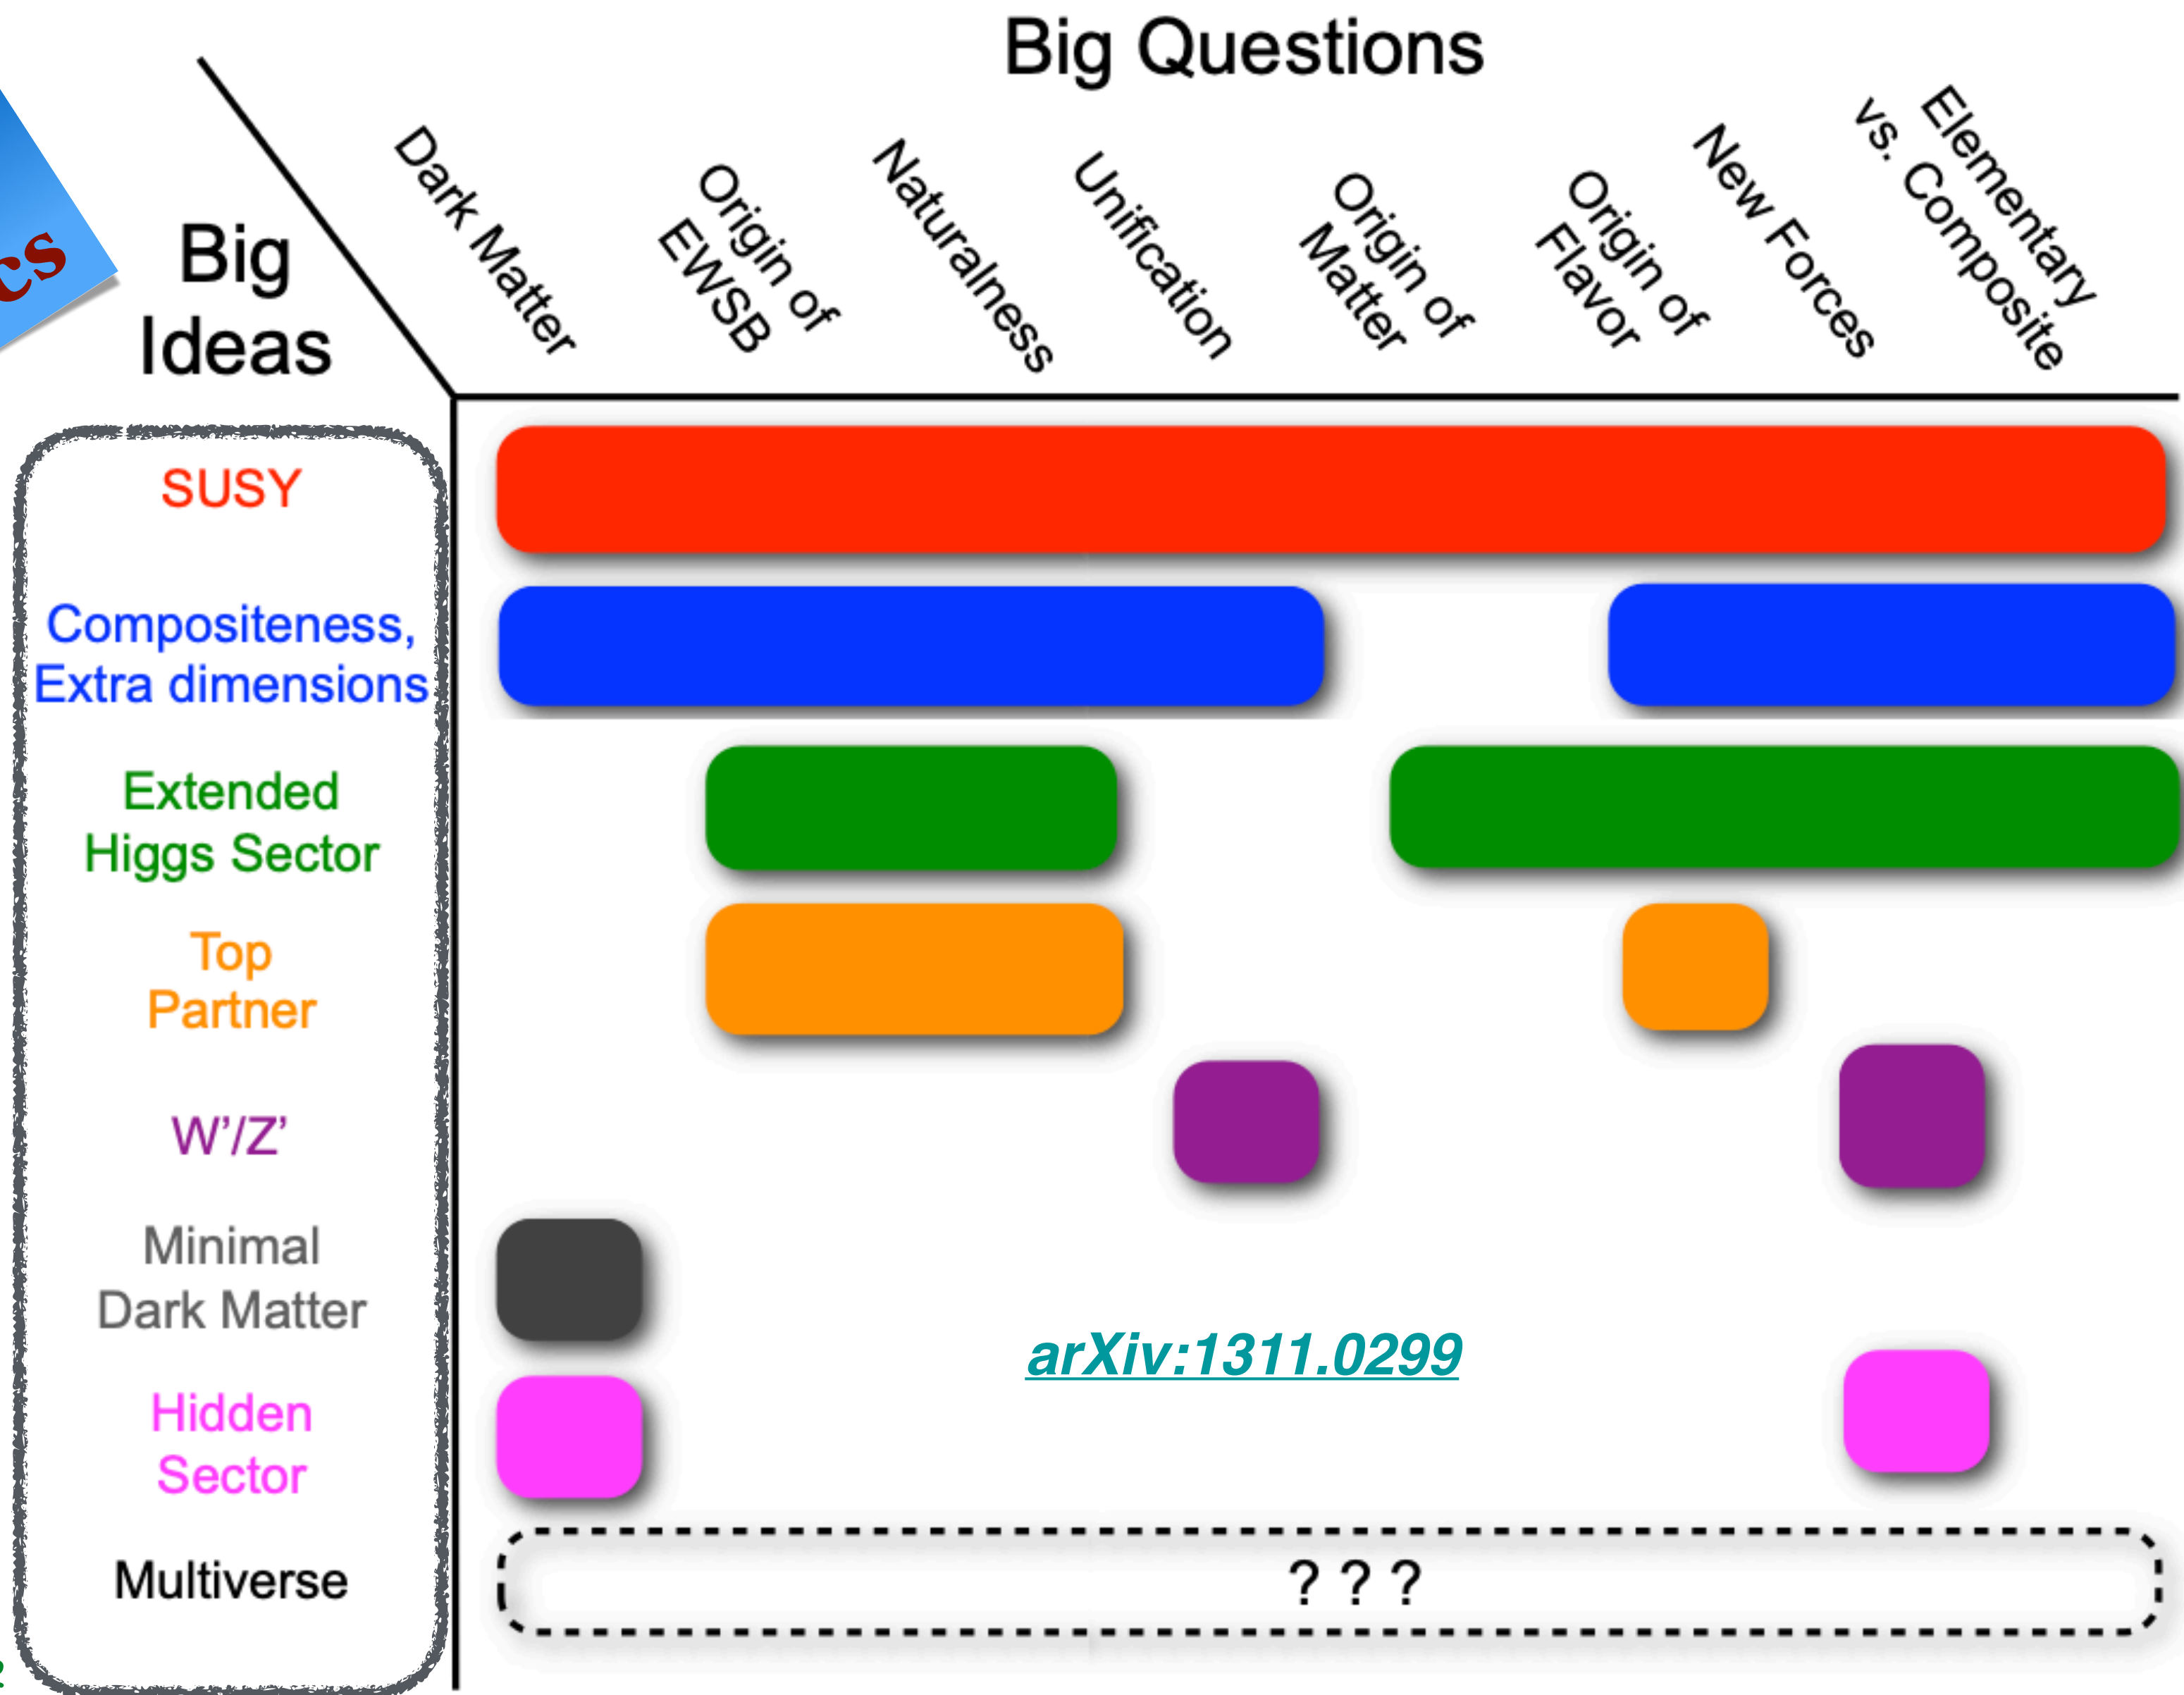 Big Questions
cs
Big
Ideas
Dark Matter
Origin of
EWSB
Naturalness
Unification
Origin of
Matter
Origin of
Flavor
New Forces
Elementary
vs. Composite
SUSY
Compositeness,
Extra dimensions
Extended
Higgs Sector
Top
Partner
W’/Z’
Minimal
Dark Matter
arXiv:1311.0299
Hidden
Sector
Multiverse
? ? ?